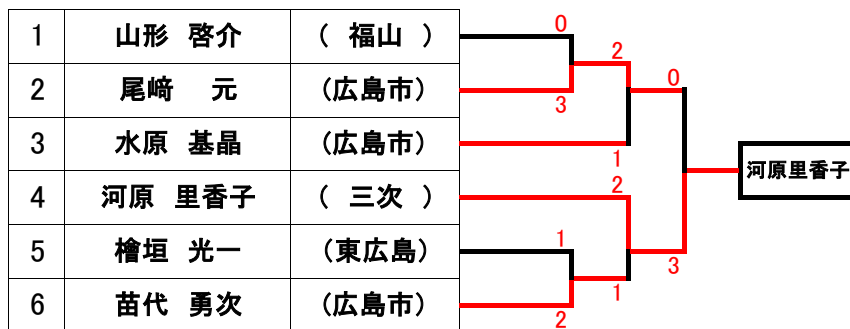 1 山形 啓介 ( 福山 ) 0
2
0
2 尾﨑 元 (広島市) 3
3 水原 基晶 (広島市) 1
河原里香子
4 河原 里香子 ( 三次 ) 2
5 檜垣 光一 (東広島) 1
3
6 苗代 勇次 (広島市) 1
2